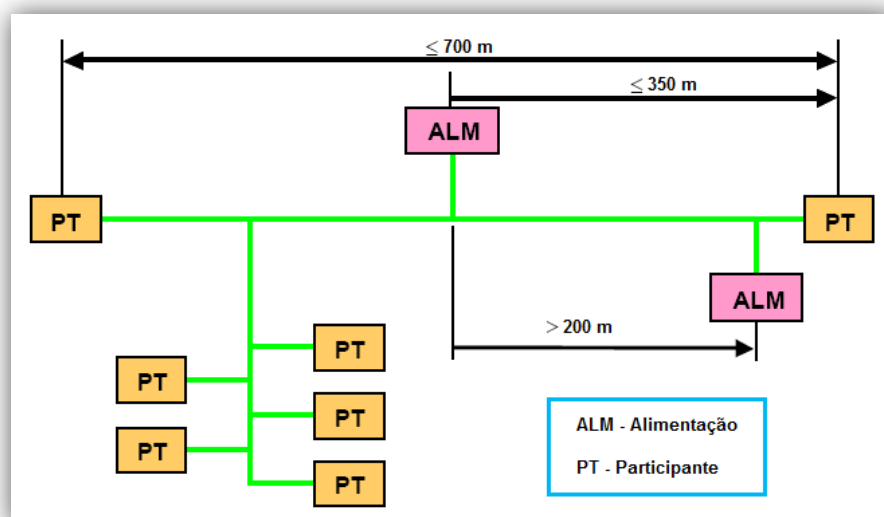 ≤ 700 m
≤ 350 m
ALM
PT
PT
ALM
> 200 m
PT
PT
PT
PT
PT
ALM - Alimentação
PT - Participante